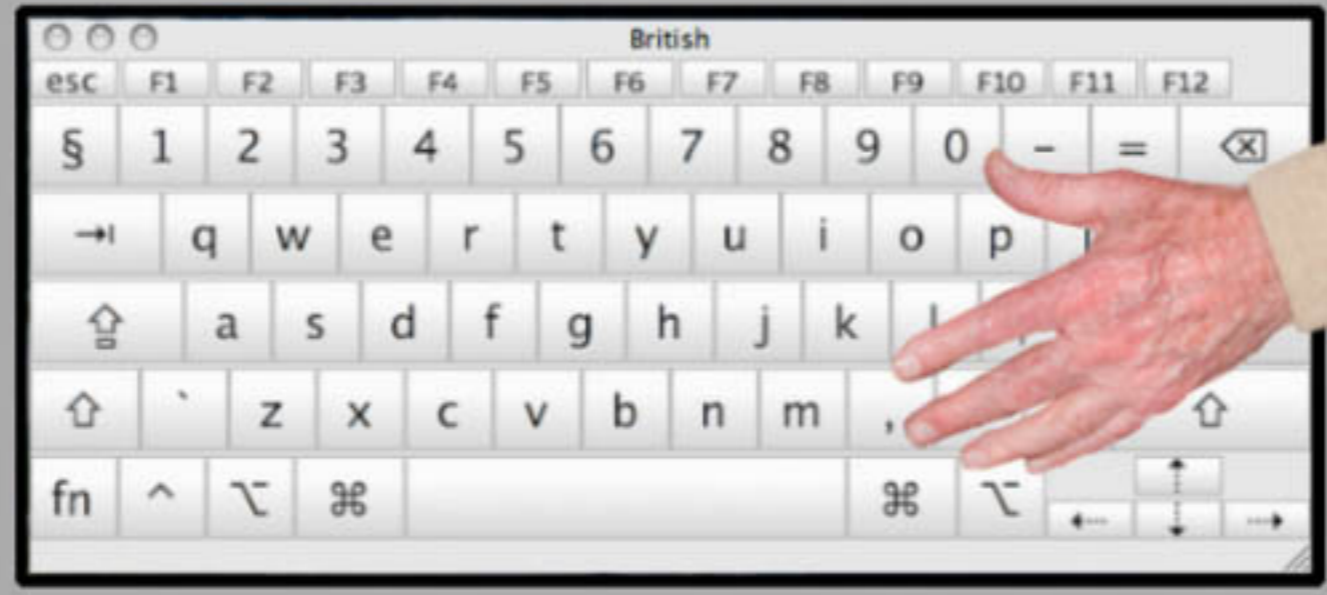 British
esc F1 F2 F3 F4 F5 F6 F7 F8 F9 F10 F11 F12
§ 1 2 3 4 5 6 7 8 9 0 - =
q w e r t y u i o p
a s d f g h j k l
` z x c v b n m ,
fn ^ ⌥ ⌘ ⌘ ⌥